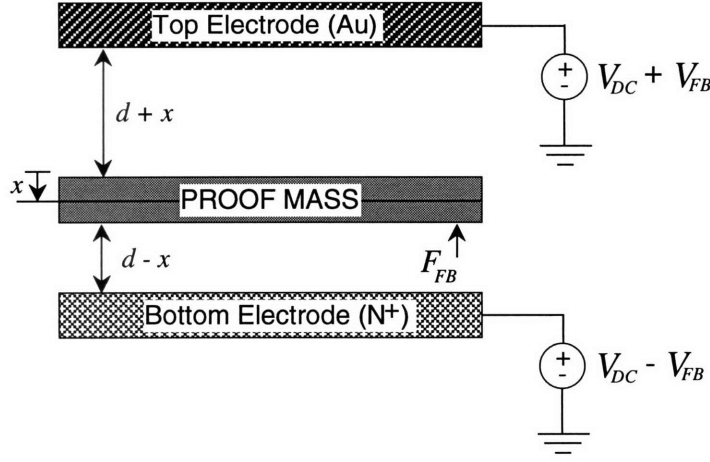 Top Electrode (Au)
+
-
V_DC + V_FB
d + x
x
PROOF MASS
d - x
F_FB
Bottom Electrode (N+)
+
-
V_DC - V_FB